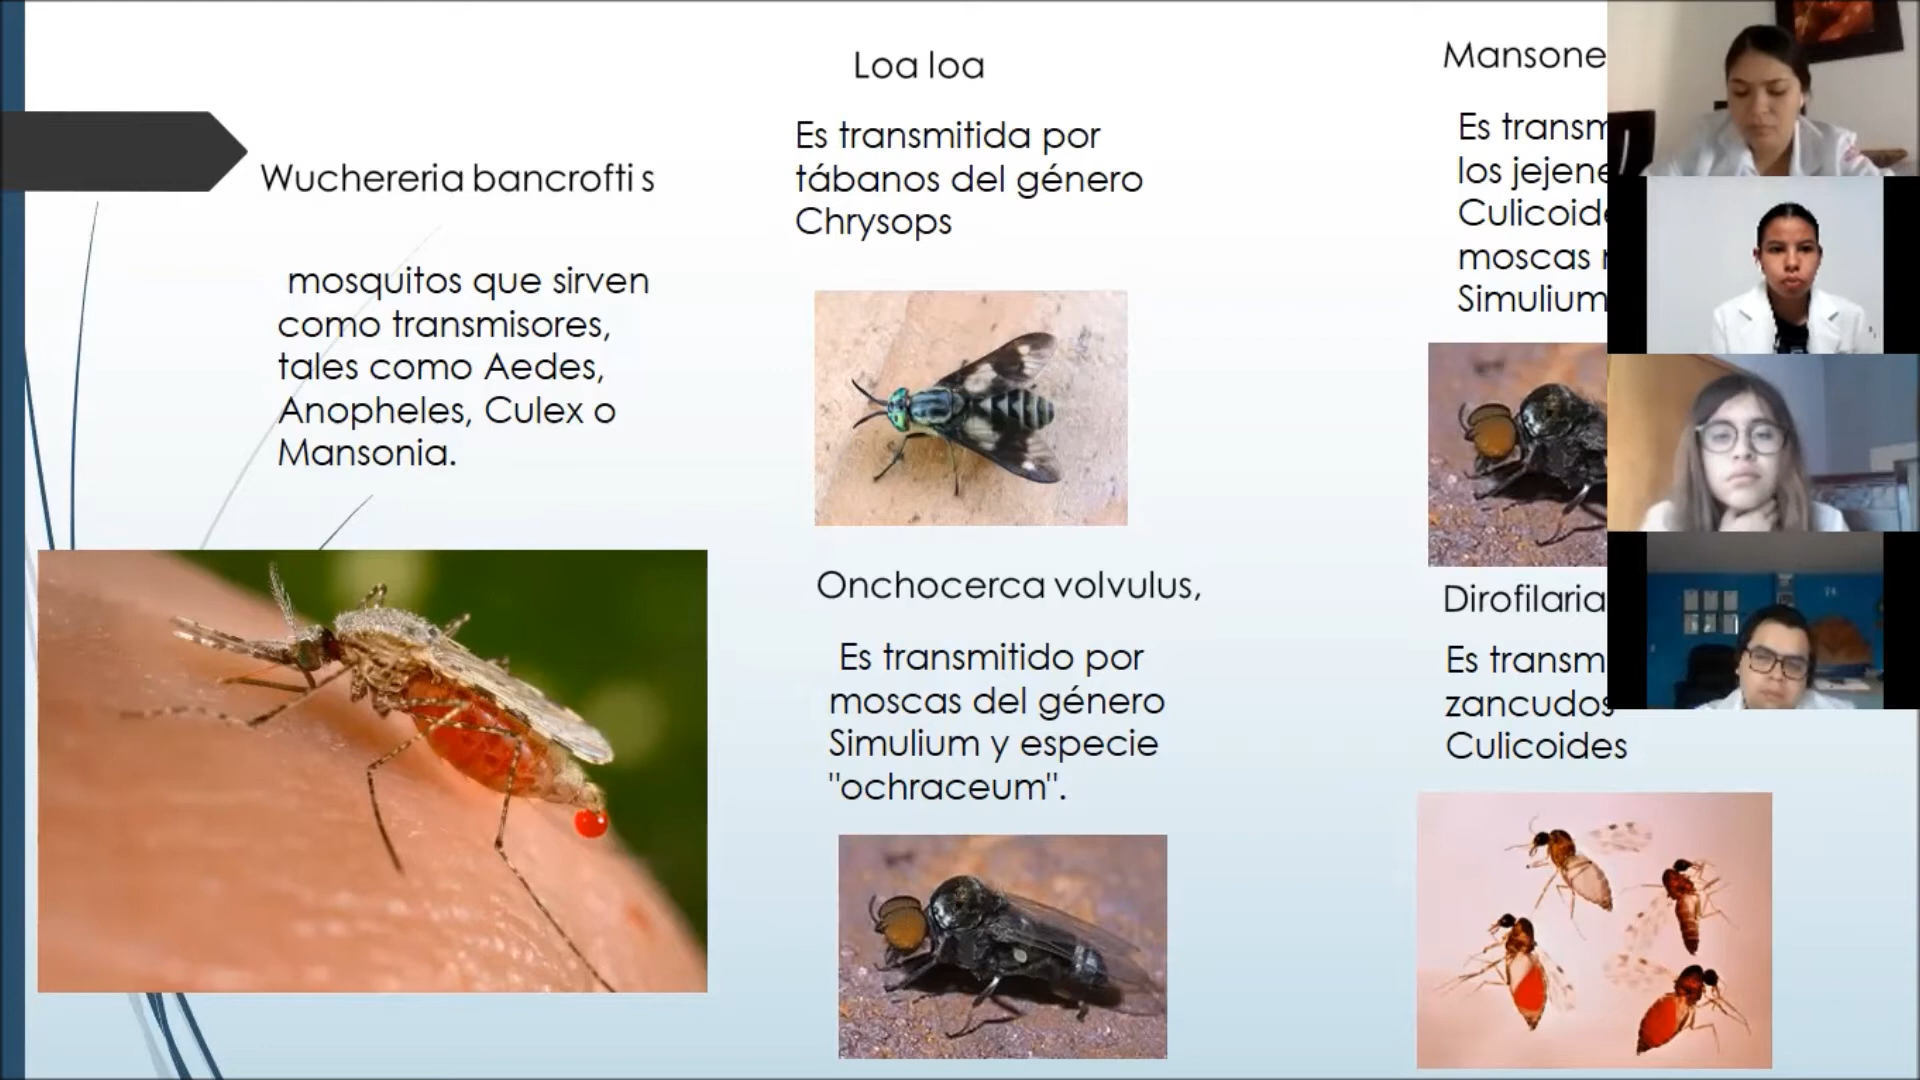 Wuchereria bancrofti s
mosquitos que sirven
como transmisores,
tales como Aedes,
Anopheles, Culex o
Mansonia.
Loa loa
Es transmitida por
tábanos del género
Chrysops
Onchocerca volvulus,
Es transmitido por
moscas del género
Simulium y especie
"ochraceum".
Mansone
Es transm
los jejene
Culicoide
moscas
Simulium
Dirofilaria
Es transm
zancudos
Culicoides